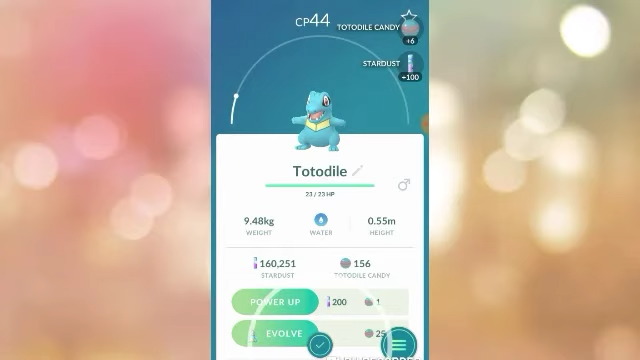 CP44
TOTODILE CANDY
+6
STARDUST
+100
Totodile
23 / 23 HP
9.48kg
0.55m
WEIGHT
WATER
HEIGHT
160,251
156
STARDUST
TOTODILE CANDY
POWER UP
200
1
EVOLVE
25